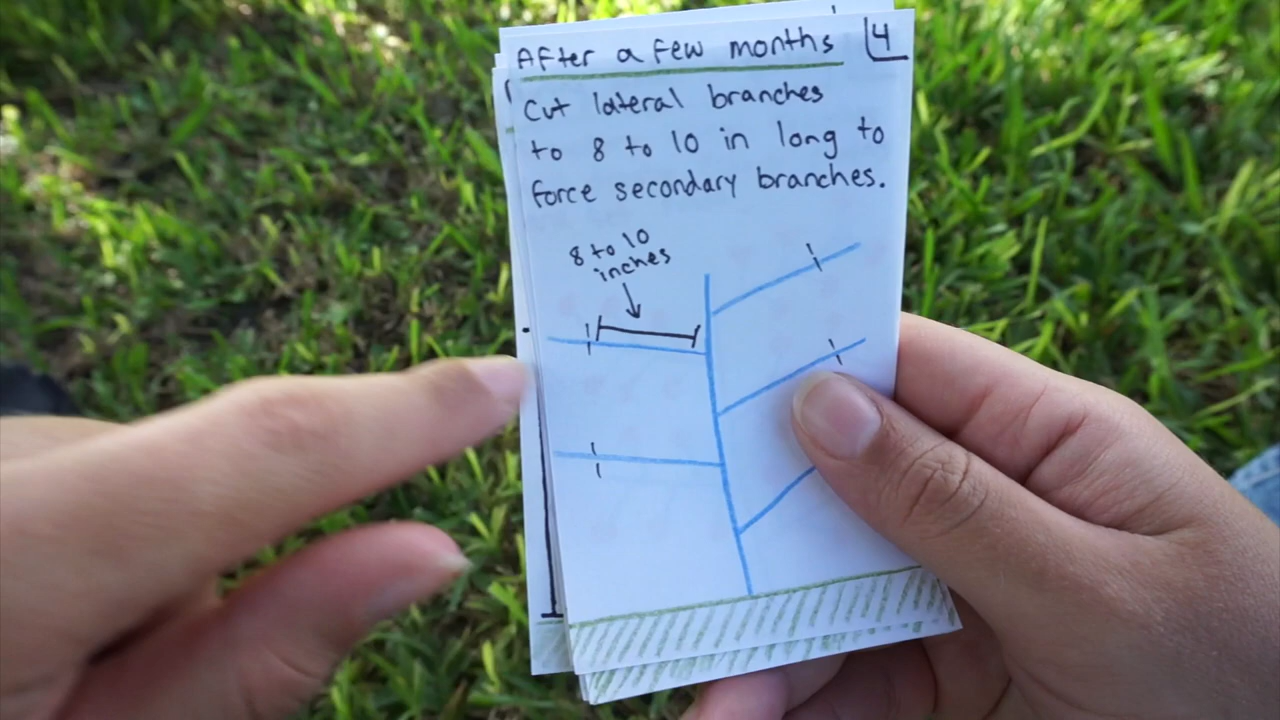 After a few months 4
Cut lateral branches
to 8 to 10 in long to
force secondary branches.
8 to 10
inches